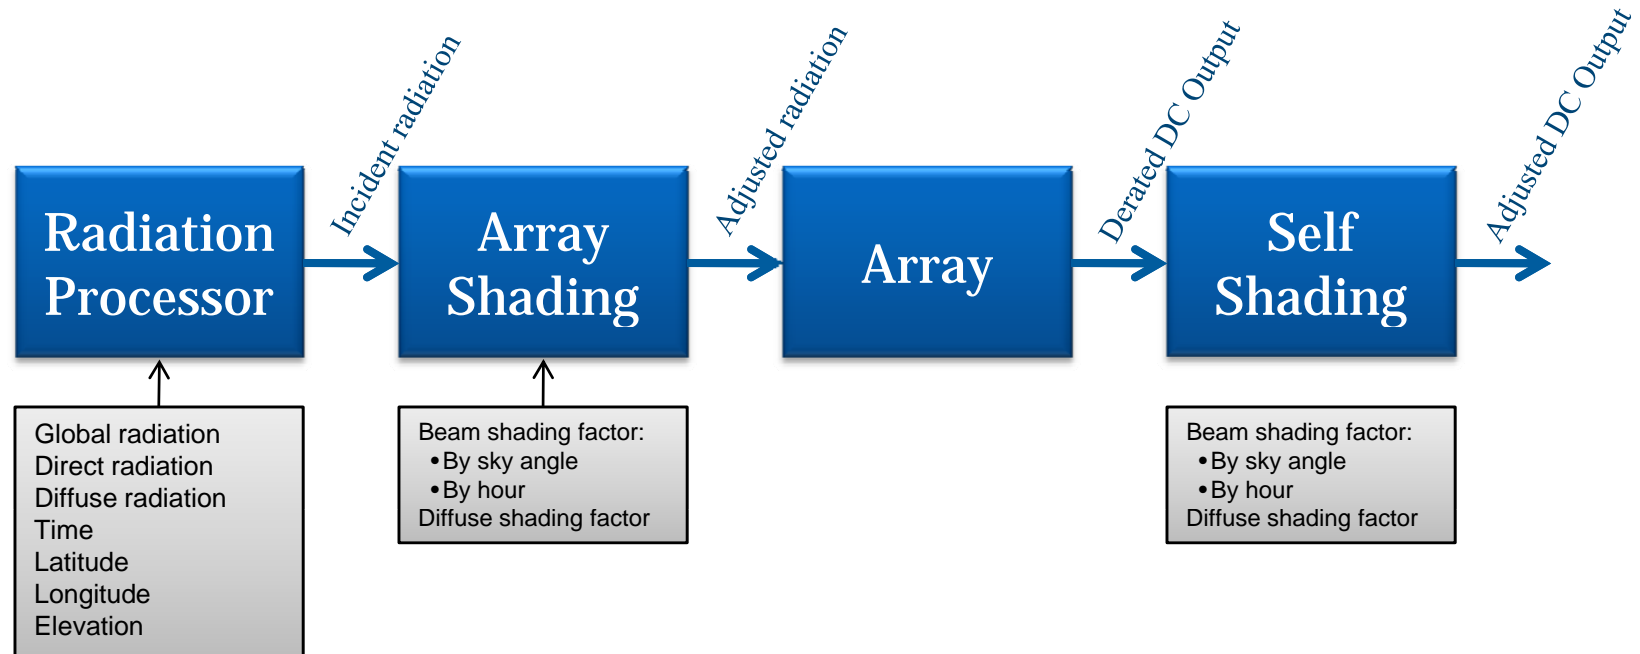 Incident radiation
Adjusted radiation
Derated DC Output
Adjusted DC Output
Radiation
Processor
Array
Shading
Array
Self
Shading
Global radiation
Direct radiation
Diffuse radiation
Time
Latitude
Longitude
Elevation
Beam shading factor:
•By sky angle
•By hour
Diffuse shading factor
Beam shading factor:
•By sky angle
•By hour
Diffuse shading factor